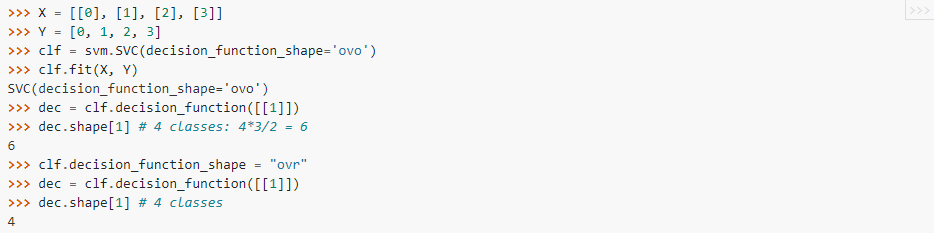 >>> X = [[0], [1], [2], [3]]
>>> Y = [0, 1, 2, 3]
>>> clf = svm.SVC(decision_function_shape='ovo')
>>> clf.fit(X, Y)
SVC(decision_function_shape='ovo')
>>> dec = clf.decision_function([[1]])
>>> dec.shape[1] # 4 classes: 4*3/2 = 6
6
>>> clf.decision_function_shape = "ovr"
>>> dec = clf.decision_function([[1]])
>>> dec.shape[1] # 4 classes
4
>>>